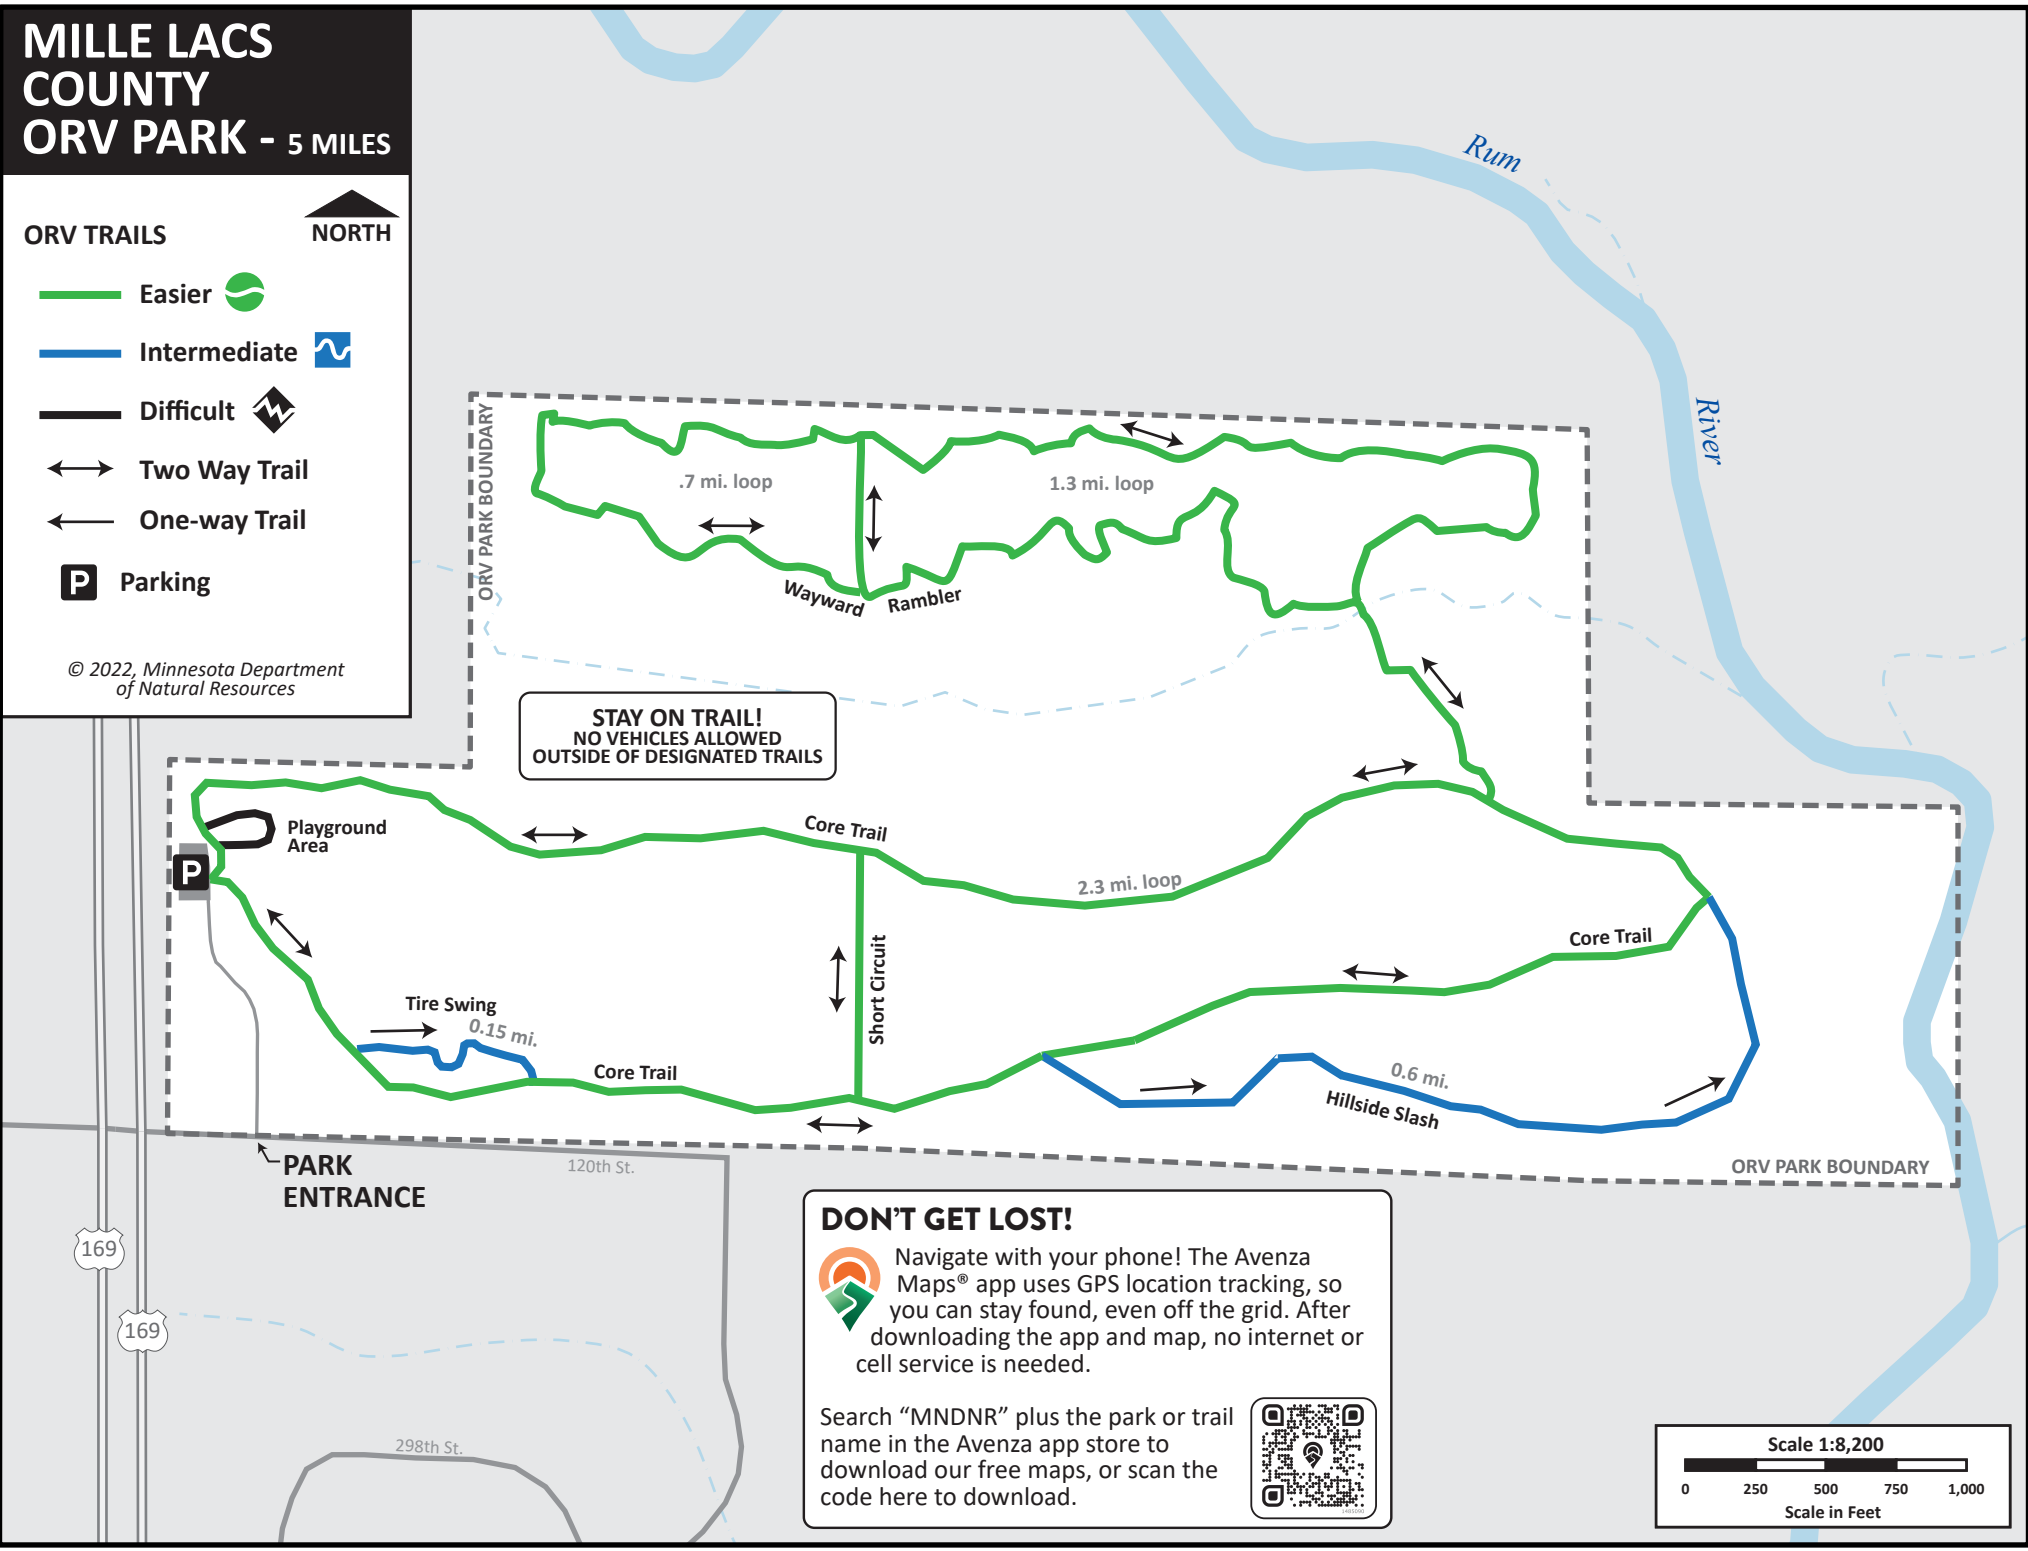 MILLE LACS
COUNTY
ORV PARK - 5 MILES
ORV TRAILS
NORTH
Easier
Intermediate
Difficult
Two Way Trail
One-way Trail
P
Parking
© 2022, Minnesota Department
of Natural Resources
Rum
River
ORV PARK BOUNDARY
.7 mi. loop
1.3 mi. loop
Wayward
Rambler
STAY ON TRAIL!
NO VEHICLES ALLOWED
OUTSIDE OF DESIGNATED TRAILS
Playground
Area
P
Core Trail
2.3 mi. loop
Core Trail
Short Circuit
Tire Swing
0.15 mi.
Core Trail
0.6 mi.
Hillside Slash
ORV PARK BOUNDARY
PARK
ENTRANCE
120th St.
169
169
298th St.
DON'T GET LOST!
Navigate with your phone! The Avenza
Maps® app uses GPS location tracking, so
you can stay found, even off the grid. After
downloading the app and map, no internet or
cell service is needed.
Search “MNDNR” plus the park or trail
name in the Avenza app store to
download our free maps, or scan the
code here to download.
Scale 1:8,200
0 250 500 750 1,000
Scale in Feet